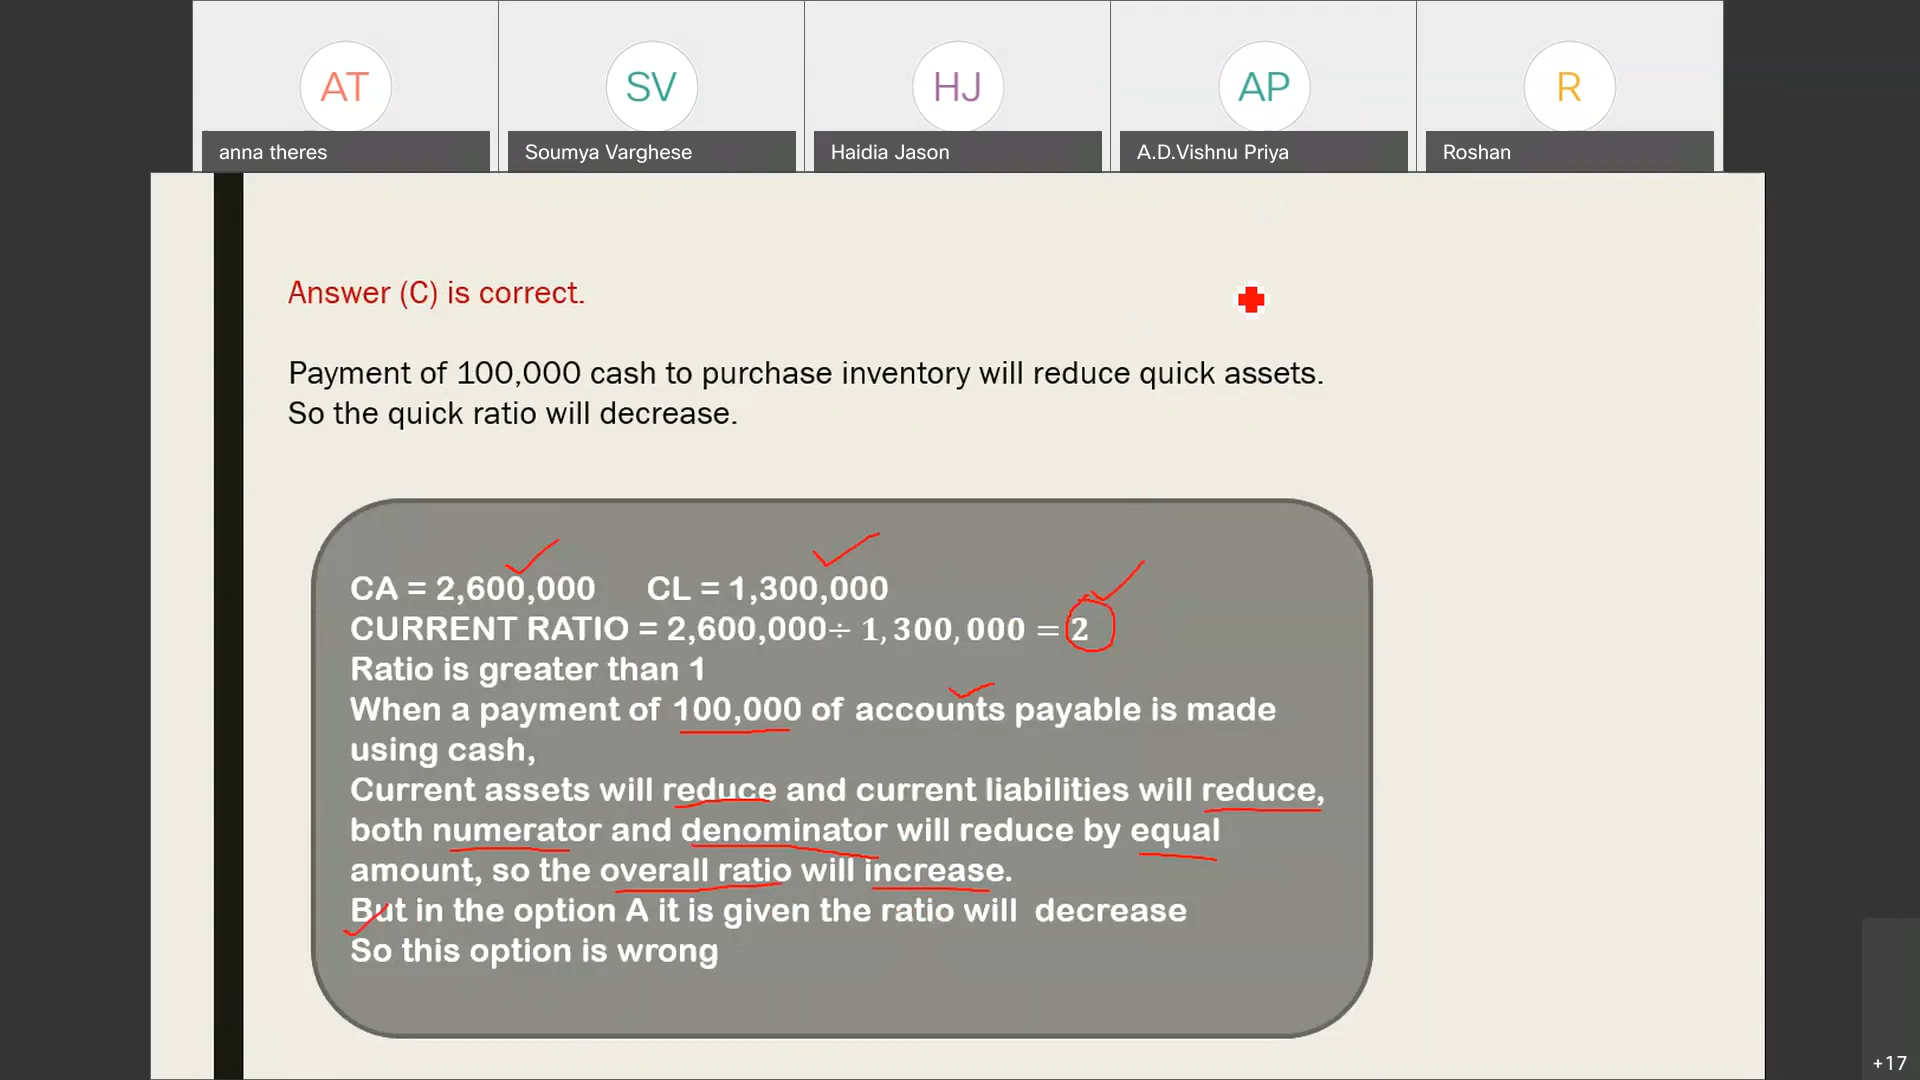 AT SV HJ AP R
anna theres Soumya Varghese Haidia Jason A.D.Vishnu Priya Roshan
Answer (C) is correct.
Payment of 100,000 cash to purchase inventory will reduce quick assets.
So the quick ratio will decrease.
CA = 2,600,000 CL = 1,300,000
CURRENT RATIO = 2,600,000÷ 1,300,000 = 2
Ratio is greater than 1
When a payment of 100,000 of accounts payable is made
using cash,
Current assets will reduce and current liabilities will reduce,
both numerator and denominator will reduce by equal
amount, so the overall ratio will increase.
But in the option A it is given the ratio will decrease
So this option is wrong
+17